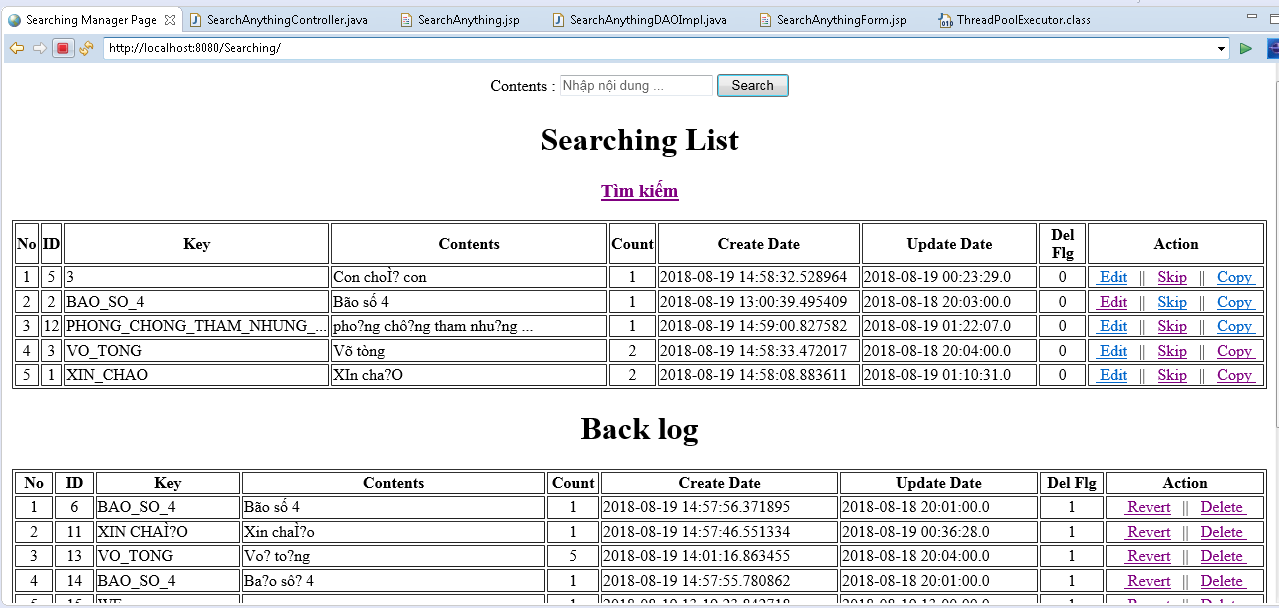 Searching Manager Page SearchAnythingController.java SearchAnything.jsp SearchAnythingDAOImpl.java SearchAnythingForm.jsp ThreadPoolExecutor.class
http://localhost:8080/Searching/
Contents : Nhập nội dung ... Search
Searching List
Tìm kiếm
No ID Key Contents Count Create Date Update Date Del Flg Action
1 5 3 Con choÌ? con 1 2018-08-19 14:58:32.528964 2018-08-19 00:23:29.0 0 Edit || Skip || Copy
2 2 BAO_SO_4 Bão số 4 1 2018-08-19 13:00:39.495409 2018-08-18 20:03:00.0 0 Edit || Skip || Copy
3 12 PHONG_CHONG_THAM_NHUNG_... pho?ng chô?ng tham nhu?ng ... 1 2018-08-19 14:59:00.827582 2018-08-19 01:22:07.0 0 Edit || Skip || Copy
4 3 VO_TONG Võ tòng 2 2018-08-19 14:58:33.472017 2018-08-18 20:04:00.0 0 Edit || Skip || Copy
5 1 XIN_CHAO XIn cha?O 2 2018-08-19 14:58:08.883611 2018-08-19 01:10:31.0 0 Edit || Skip || Copy
Back log
No ID Key Contents Count Create Date Update Date Del Flg Action
1 6 BAO_SO_4 Bão số 4 1 2018-08-19 14:57:56.371895 2018-08-18 20:01:00.0 1 Revert || Delete
2 11 XIN CHAÌ?O Xin chaÌ?o 1 2018-08-19 14:57:46.551334 2018-08-19 00:36:28.0 1 Revert || Delete
3 13 VO_TONG Vo? to?ng 5 2018-08-19 14:01:16.863455 2018-08-18 20:04:00.0 1 Revert || Delete
4 14 BAO_SO_4 Ba?o sô? 4 1 2018-08-19 14:57:55.780862 2018-08-18 20:01:00.0 1 Revert || Delete